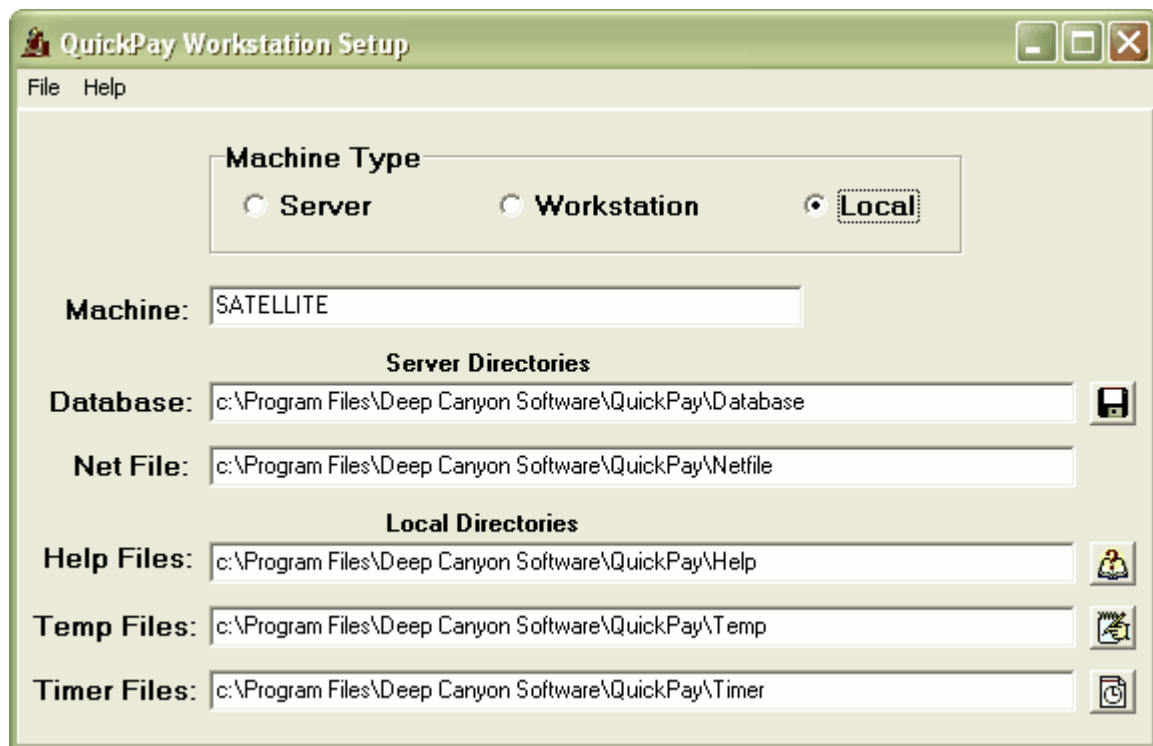 QuickPay Workstation Setup
File Help
Machine Type
Server Workstation Local
Machine: SATELLITE
Server Directories
Database: c:\Program Files\Deep Canyon Software\QuickPay\Database
Net File: c:\Program Files\Deep Canyon Software\QuickPay\Netfile
Local Directories
Help Files: c:\Program Files\Deep Canyon Software\QuickPay\Help
Temp Files: c:\Program Files\Deep Canyon Software\QuickPay\Temp
Timer Files: c:\Program Files\Deep Canyon Software\QuickPay\Timer